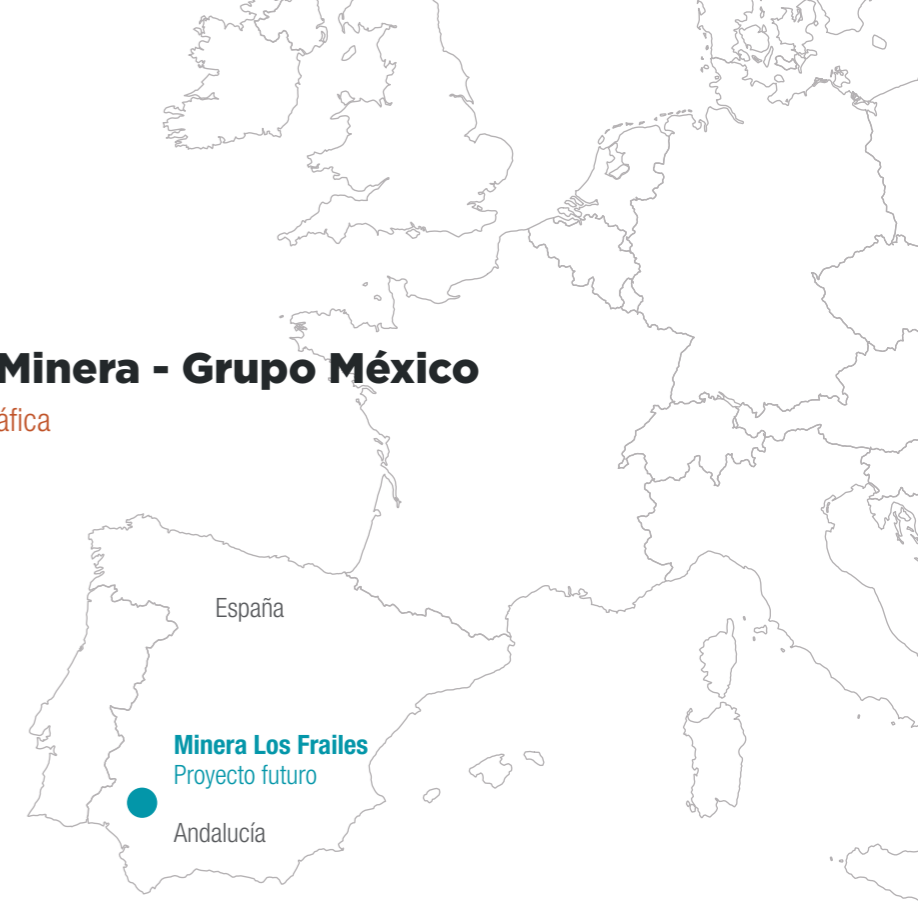 Minera - Grupo México
áfica
España
Minera Los Frailes
Proyecto futuro
Andalucía